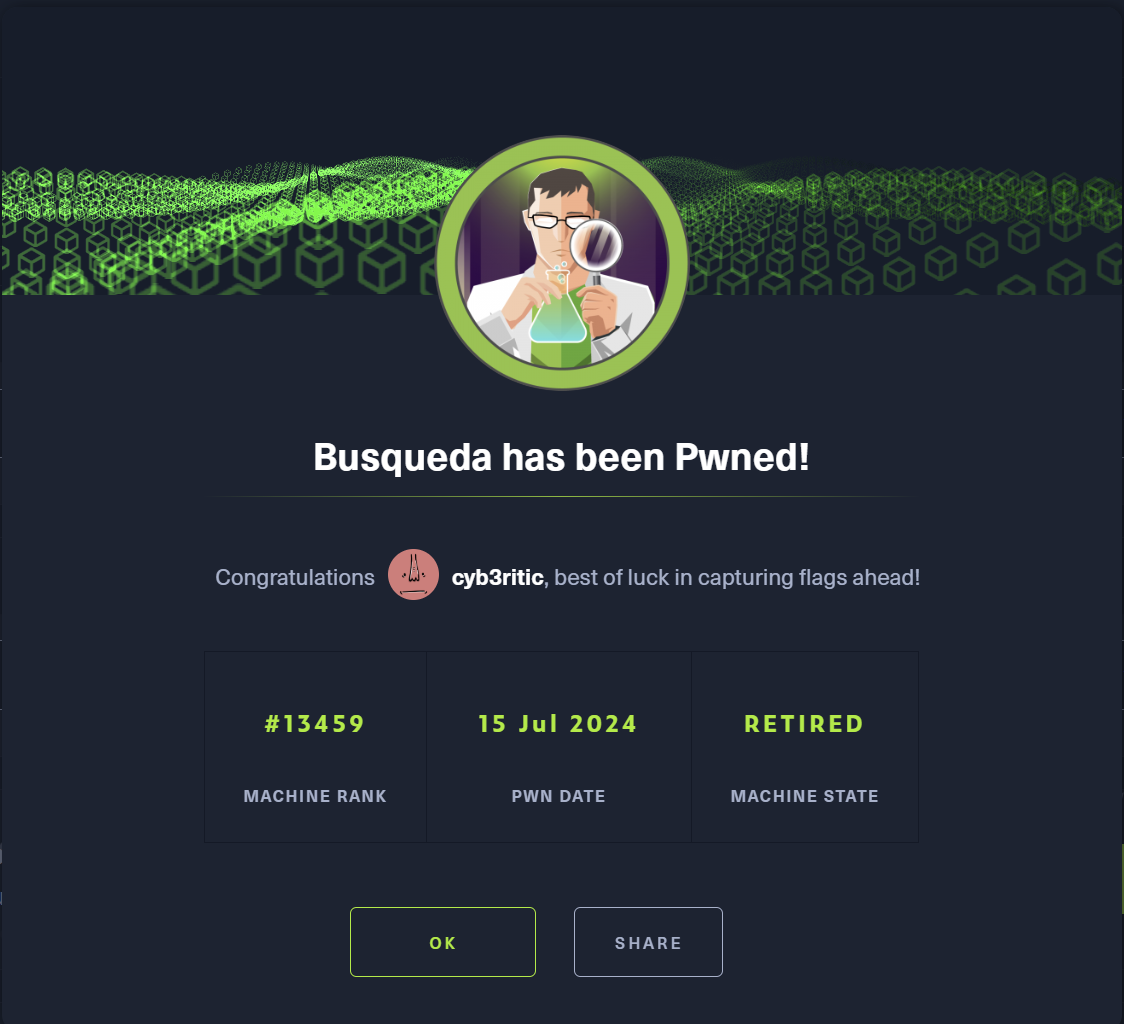 Busqueda has been Pwned!
Congratulations cyb3ritic, best of luck in capturing flags ahead!
#13459 15 Jul 2024 RETIRED
MACHINE RANK PWN DATE MACHINE STATE
OK SHARE